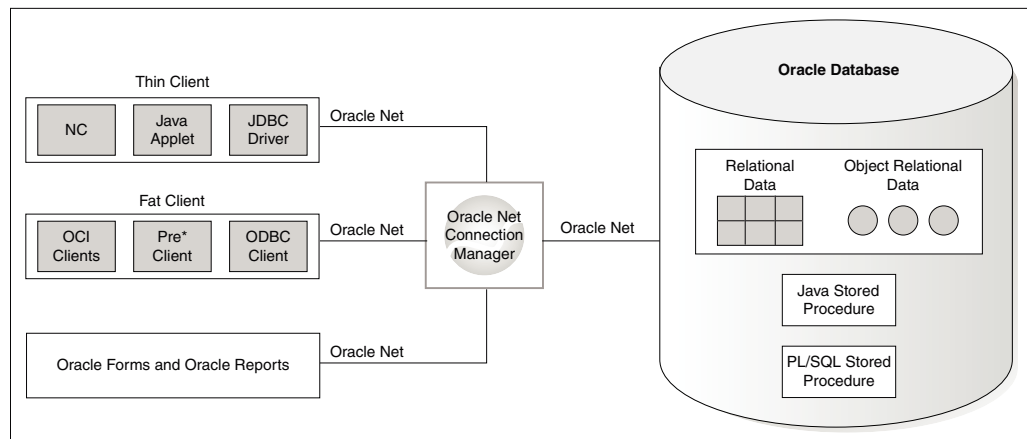 Thin Client
NC
Java
Applet
JDBC
Driver
Oracle Net
Fat Client
OCI
Clients
Pre*
Client
ODBC
Client
Oracle Net
Oracle Forms and Oracle Reports
Oracle Net
Oracle Net
Connection
Manager
Oracle Net
Oracle Database
Relational
Data
Object Relational
Data
Java Stored
Procedure
PL/SQL Stored
Procedure